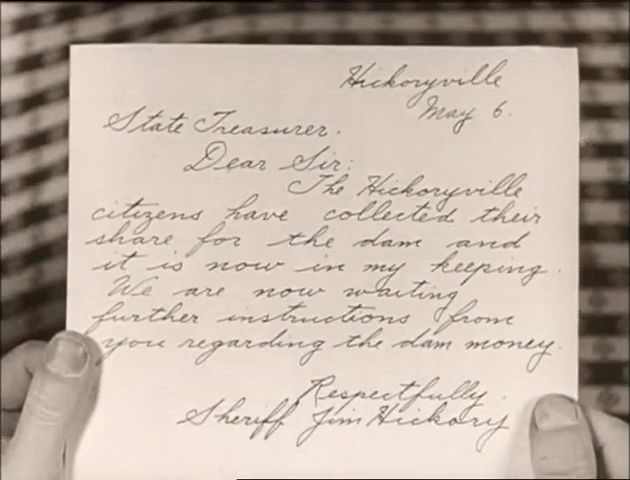 Hickoryville
May 6.
State Treasurer.
Dear Sir:
The Hickoryville
citizens have collected their
share for the dam and
it is now in my keeping.
We are now waiting
further instructions from
you regarding the dam money.
Respectfully.
Sheriff Jim Hickory